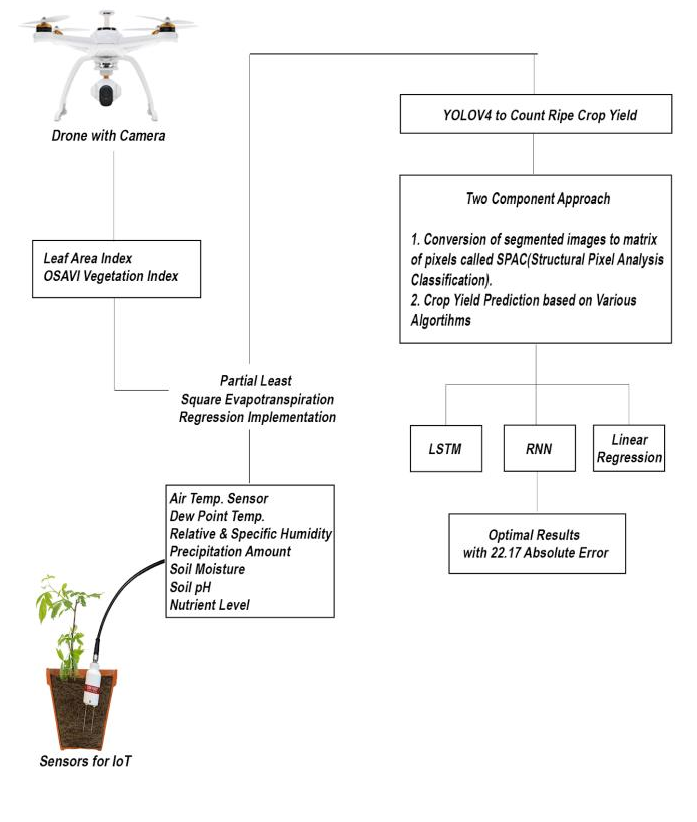 Drone with Camera
Leaf Area Index
OSAVI Vegetation Index
Partial Least
Square Evapotranspiration
Regression Implementation
Air Temp. Sensor
Dew Point Temp.
Relative & Specific Humidity
Precipitation Amount
Soil Moisture
Soil pH
Nutrient Level
Sensors for IoT
YOLOV4 to Count Ripe Crop Yield
Two Component Approach
1. Conversion of segmented images to matrix
of pixels called SPAC(Structural Pixel Analysis
Classification).
2. Crop Yield Prediction based on Various
Algortihms
LSTM
RNN
Linear
Regression
Optimal Results
with 22.17 Absolute Error